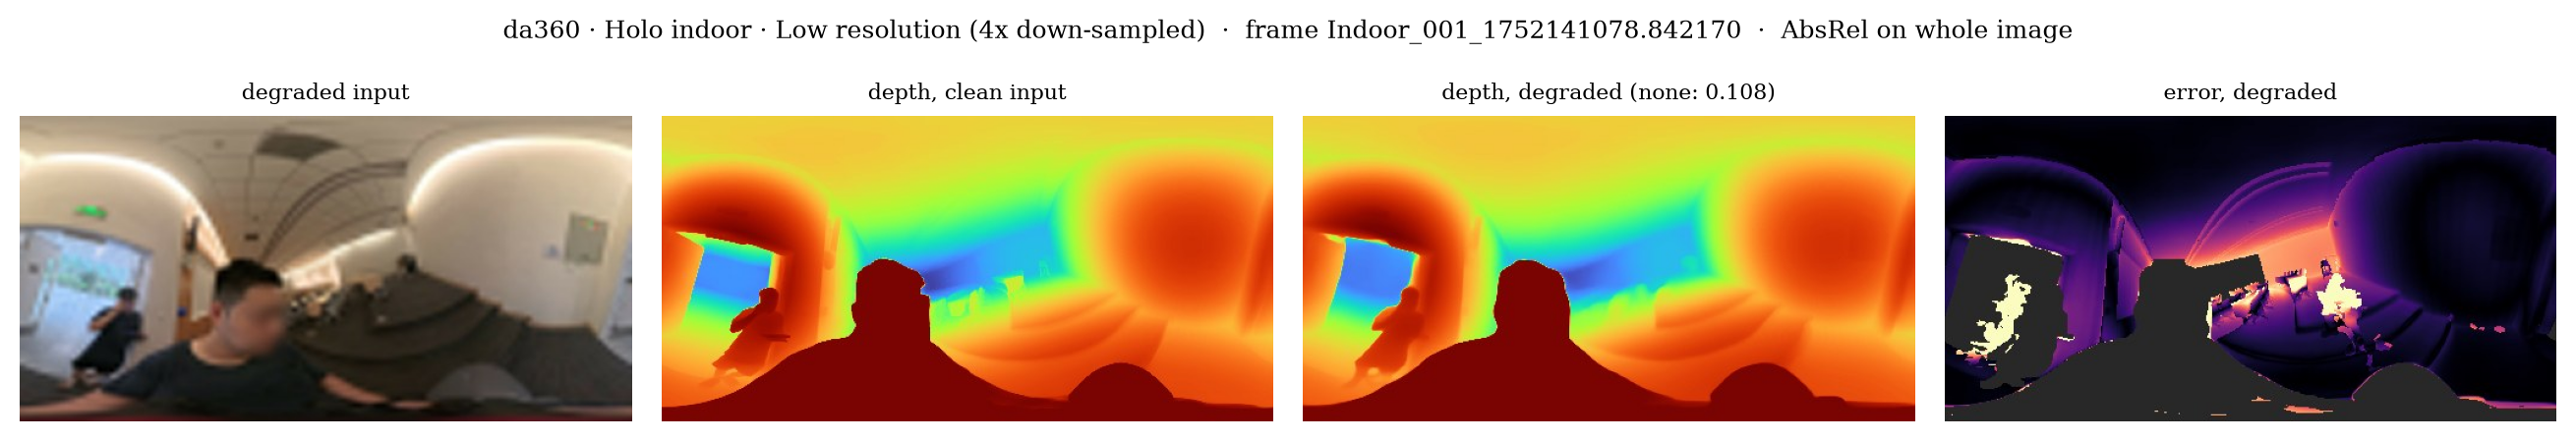 da360 · Holo indoor · Low resolution (4x down-sampled) · frame Indoor_001_1752141078.842170 · AbsRel on whole image
degraded input
depth, clean input
depth, degraded (none: 0.108)
error, degraded